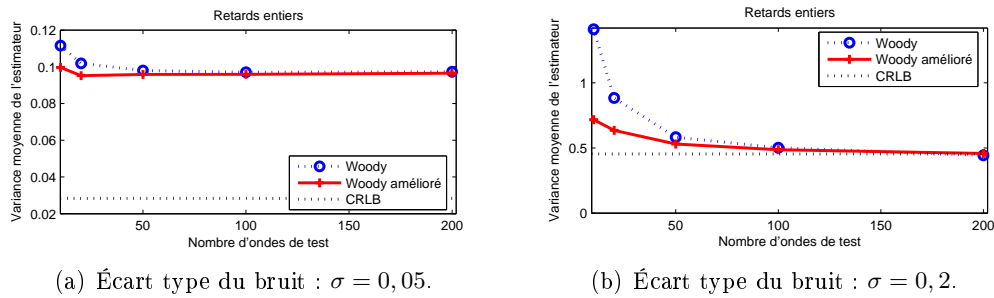 Retards entiers
Variance moyenne de l'estimateur
0.12
0.1
0.08
0.06
0.04
0.02
50
100
150
200
Nombre d'ondes de test
Woody
Woody amélioré
CRLB
(a) Écart type du bruit : σ = 0, 05.
Retards entiers
Variance moyenne de l'estimateur
1
0.5
0
50
100
150
200
Nombre d'ondes de test
Woody
Woody amélioré
CRLB
(b) Écart type du bruit : σ = 0, 2.